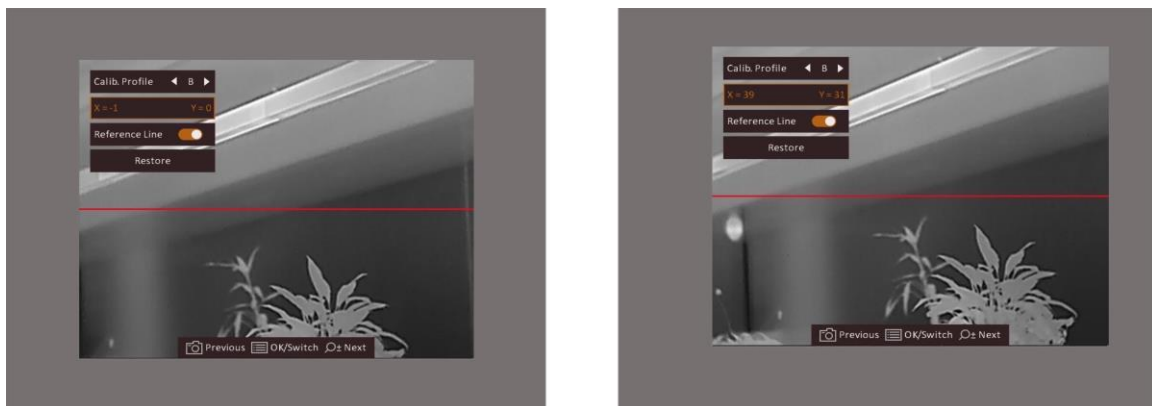 Calib. Profile ◀ B ▶
X = -1 Y = 0
Reference Line
Restore
Previous OK/Switch Next
Calib. Profile ◀ B ▶
X = 39 Y = 31
Reference Line
Restore
Previous OK/Switch Next